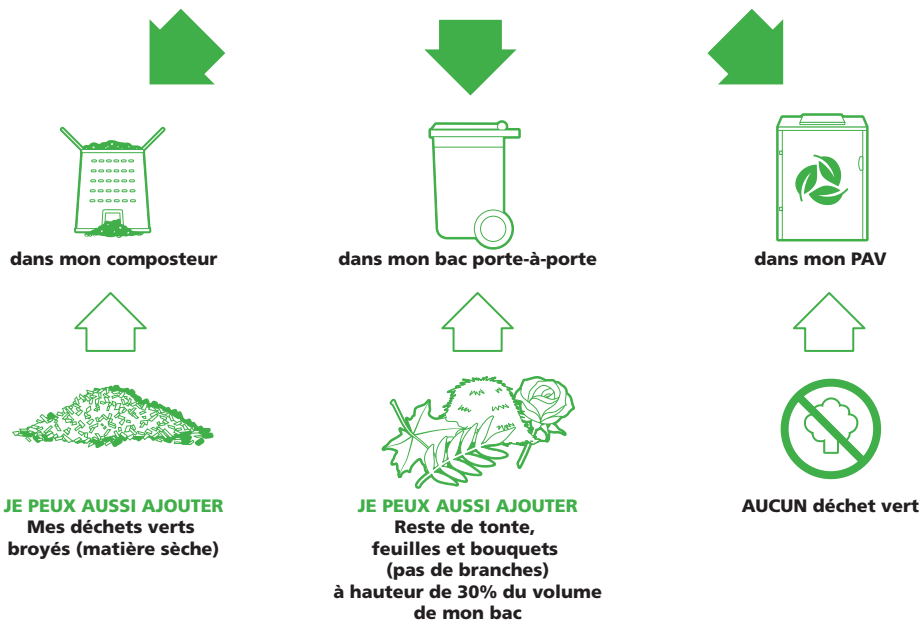 dans mon composteur
dans mon bac porte-à-porte
dans mon PAV
JE PEUX AUSSI AJOUTER
Mes déchets verts
broyés (matière sèche)
JE PEUX AUSSI AJOUTER
Reste de tonte,
feuilles et bouquets
(pas de branches)
à hauteur de 30% du volume
de mon bac
AUCUN déchet vert